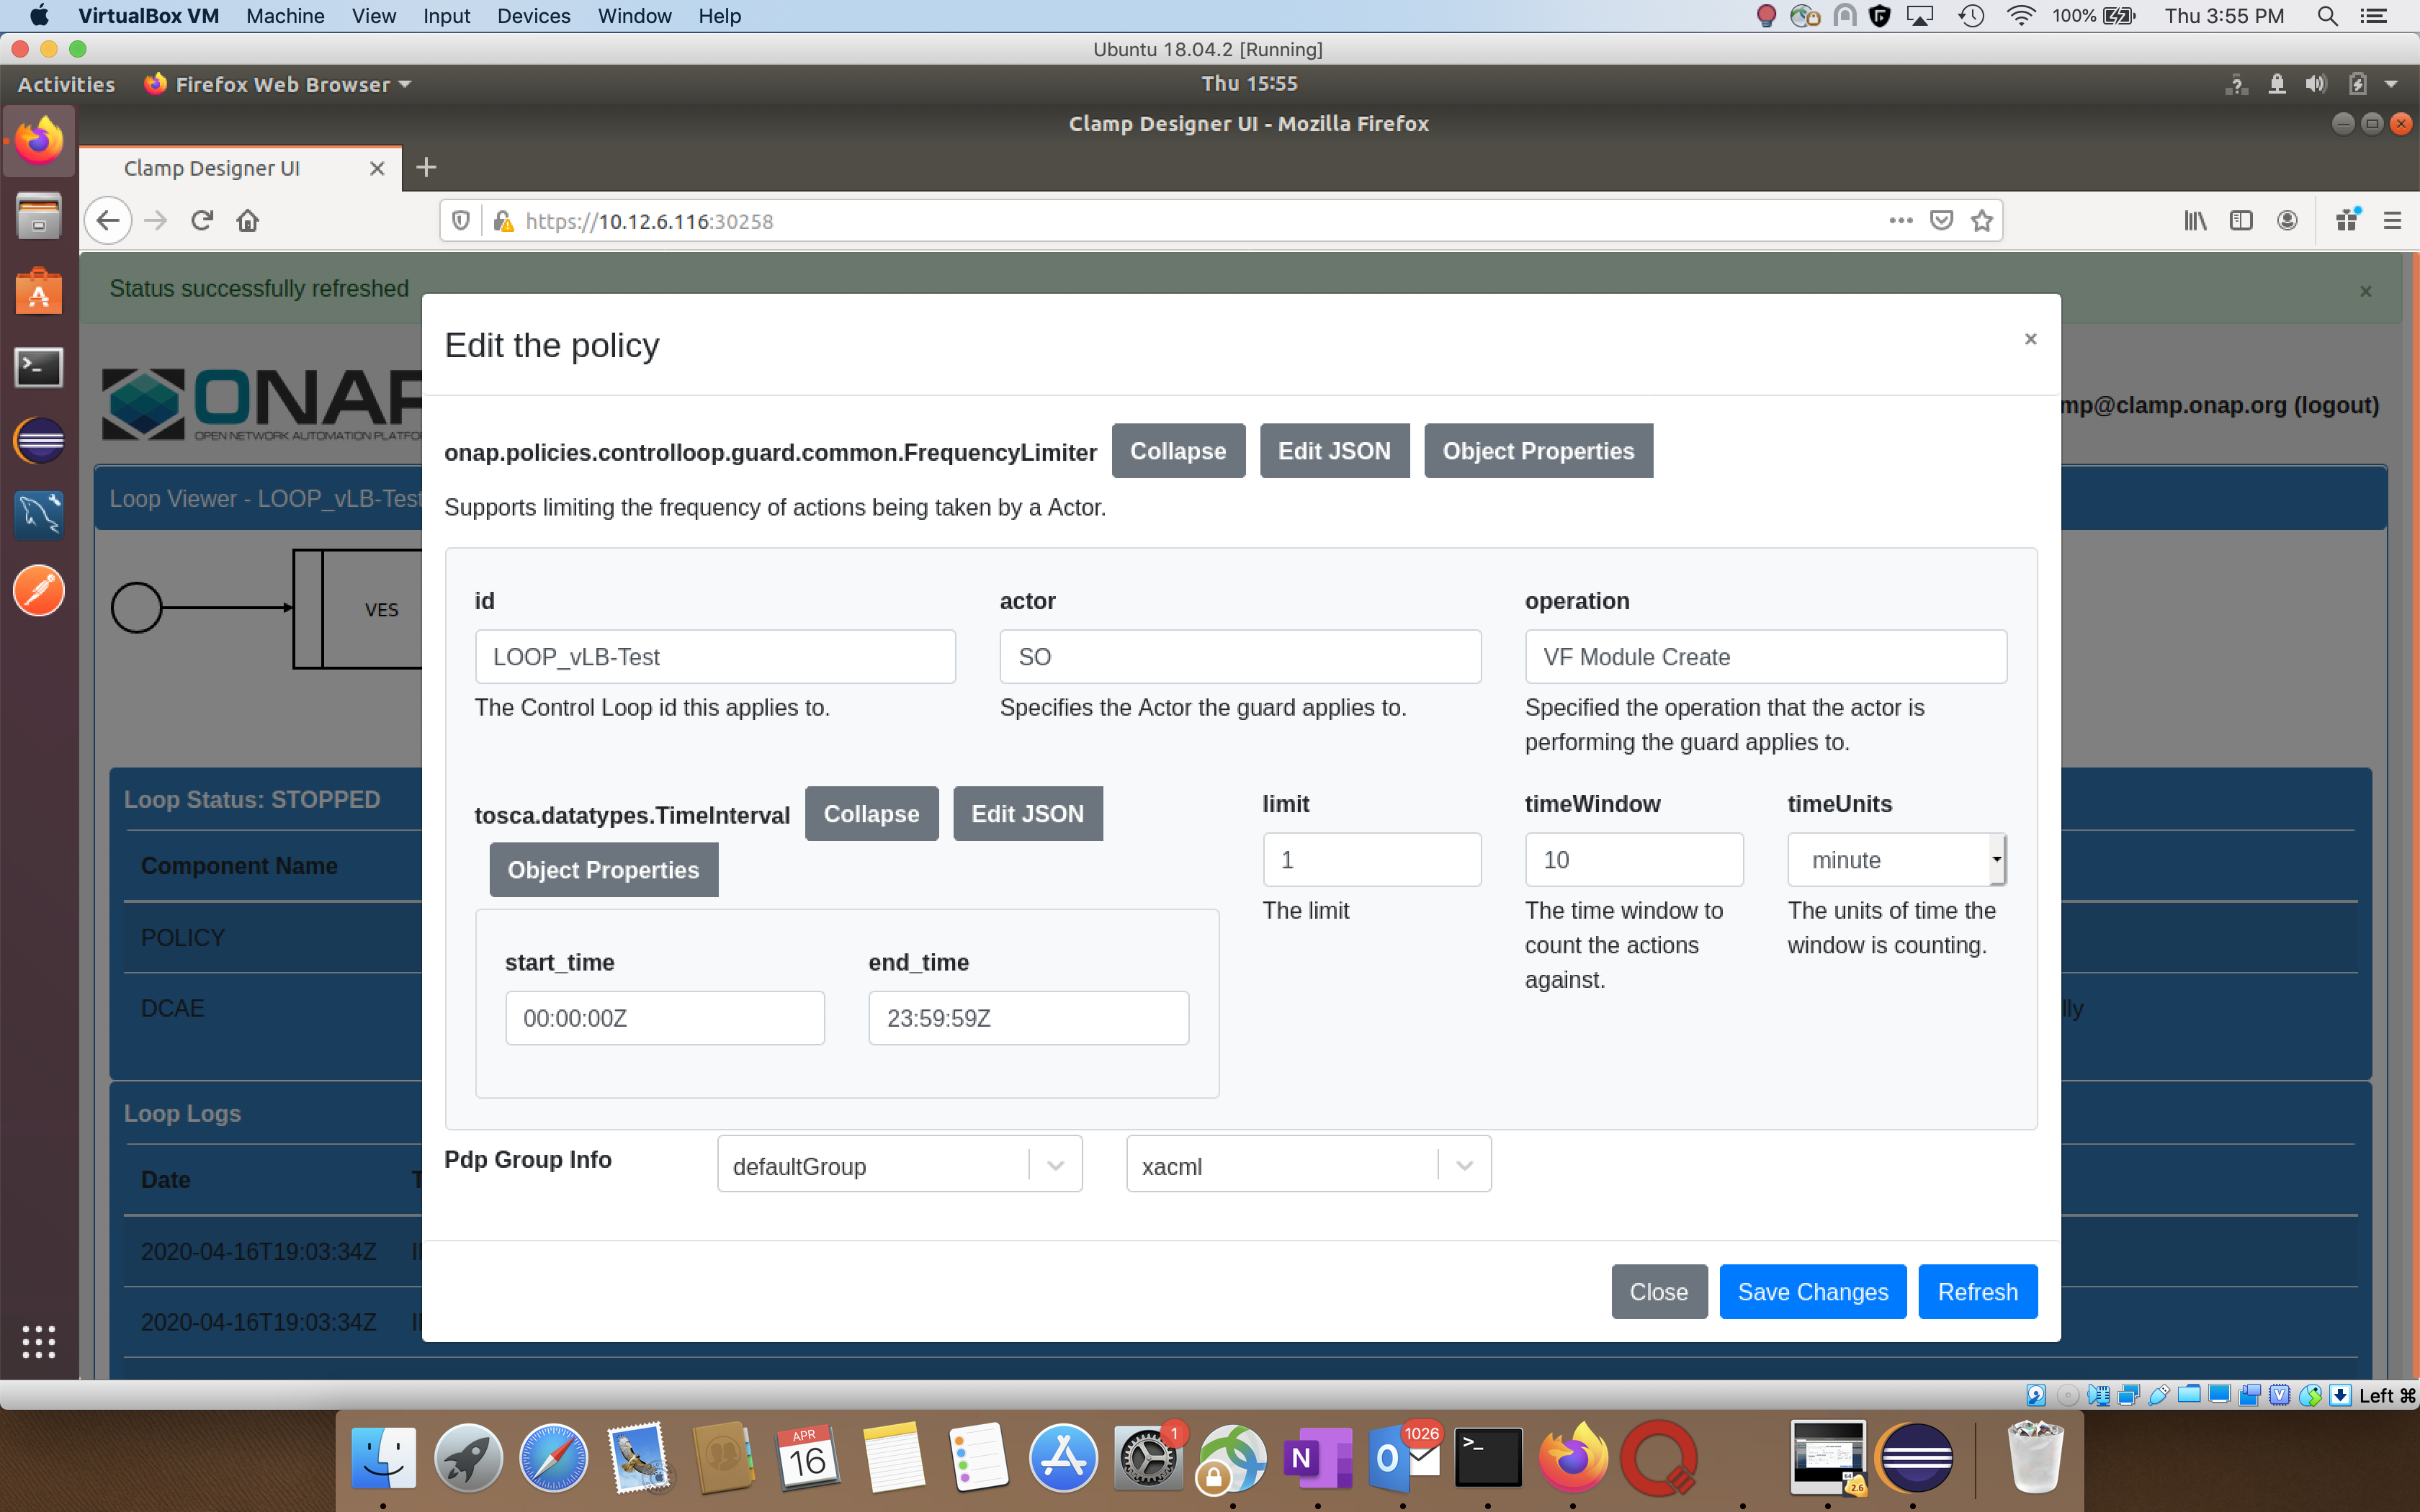 VirtualBox VM Machine View Input Devices Window Help 100% Thu 3:55 PM
Ubuntu 18.04.2 [Running]
Activities Firefox Web Browser Thu 15:55
Clamp Designer UI - Mozilla Firefox
Clamp Designer UI
https://10.12.6.116:30258
Status successfully refreshed ×
Edit the policy ×
ONAP
OPEN NETWORK AUTOMATION PLATFO
mp@clamp.onap.org (logout)
onap.policies.controlloop.guard.common.FrequencyLimiter Collapse Edit JSON Object Properties
Loop Viewer - LOOP_vLB-Test
Supports limiting the frequency of actions being taken by a Actor.
VES
id actor operation
LOOP_vLB-Test SO VF Module Create
The Control Loop id this applies to. Specifies the Actor the guard applies to. Specified the operation that the actor is
performing the guard applies to.
Loop Status: STOPPED
tosca.datatypes.TimeInterval Collapse Edit JSON limit timeWindow timeUnits
Object Properties 1 10 minute
Component Name
The limit The time window to The units of time the
POLICY
count the actions window is counting.
against.
start_time end_time
DCAE lly
00:00:00Z 23:59:59Z
Loop Logs
Pdp Group Info defaultGroup xacml
Date T
2020-04-16T19:03:34Z I
Close Save Changes Refresh
2020-04-16T19:03:34Z I
Left ⌘
APR 16 1 N O 1026 >_ 2.6